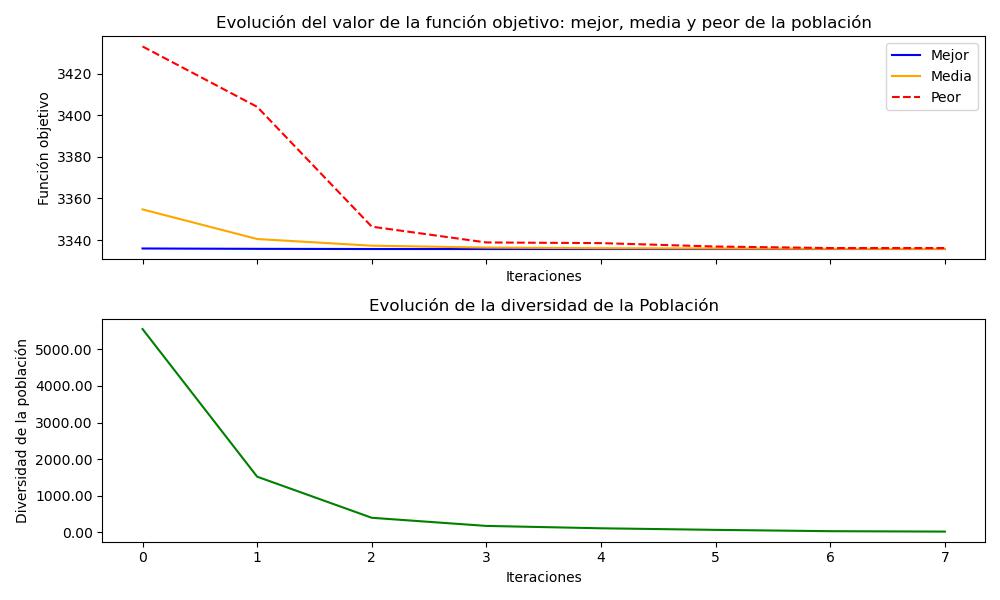 Evolución del valor de la función objetivo: mejor, media y peor de la población
Función objetivo
3420
3400
3380
3360
3340
Mejor
Media
Peor
Iteraciones
Evolución de la diversidad de la Población
Diversidad de la población
5000.00
4000.00
3000.00
2000.00
1000.00
0.00
0 1 2 3 4 5 6 7
Iteraciones